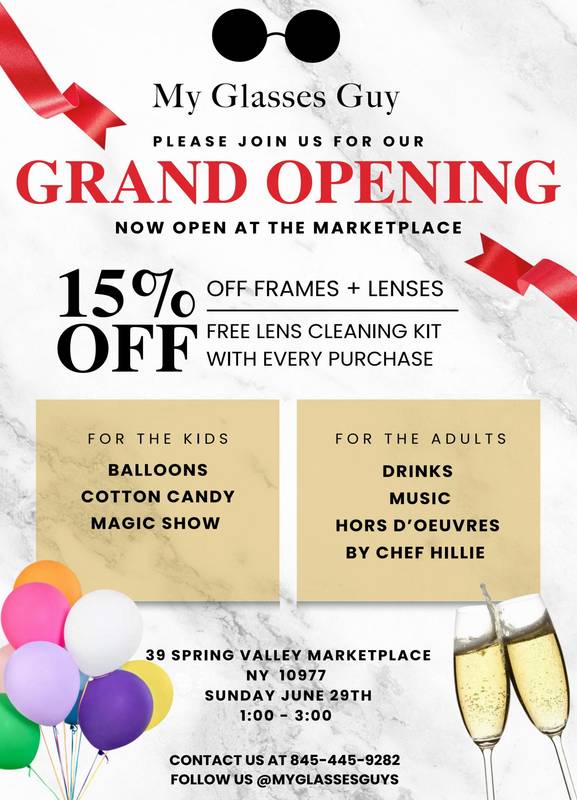 My Glasses Guy
PLEASE JOIN US FOR OUR
GRAND OPENING
NOW OPEN AT THE MARKETPLACE
15% OFF
OFF FRAMES + LENSES
FREE LENS CLEANING KIT
WITH EVERY PURCHASE
FOR THE KIDS
BALLOONS
COTTON CANDY
MAGIC SHOW
FOR THE ADULTS
DRINKS
MUSIC
HORS D’OEUVRES
BY CHEF HILLIE
39 SPRING VALLEY MARKETPLACE
NY 10977
SUNDAY JUNE 29TH
1:00 - 3:00
CONTACT US AT 845-445-9282
FOLLOW US @MYGLASSESGUYS